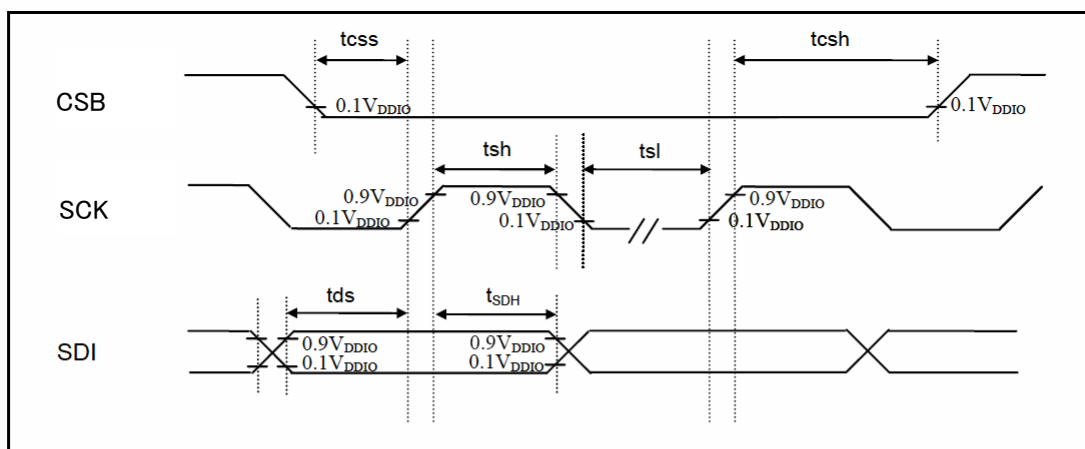 tcss
tcsh
CSB
0.1VDDIO
0.1VDDIO
tsh
tsl
SCK
0.9VDDIO
0.9VDDIO
0.9VDDIO
0.1VDDIO
0.1VDDIO
0.1VDDIO
tds
tSDH
SDI
0.9VDDIO
0.9VDDIO
0.1VDDIO
0.1VDDIO